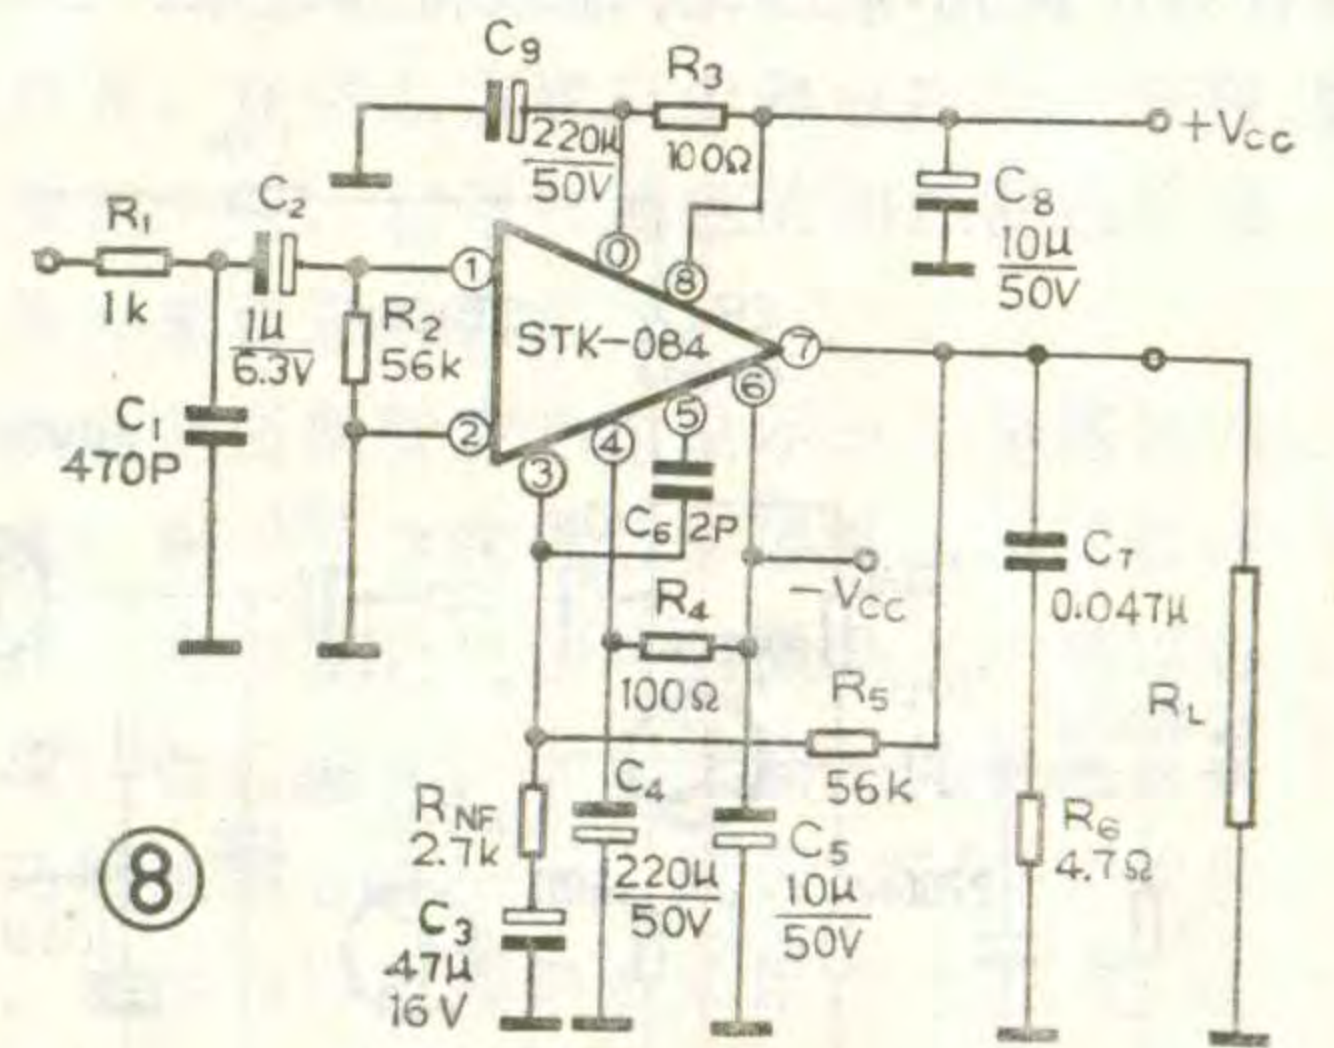 C9
220µ
50V
R3
100Ω
+Vcc
C8
10µ
50V
R1
1k
C2
1µ
6.3V
R2
56k
C1
470P
STK-084
0
8
1
7
2
3
4
5
6
C6 2P
-Vcc
R4
100Ω
R5
56k
C7
0.047µ
RL
RNF
2.7k
C4
220µ
50V
C5
10µ
50V
R6
4.7Ω
C3
47µ
16V
8